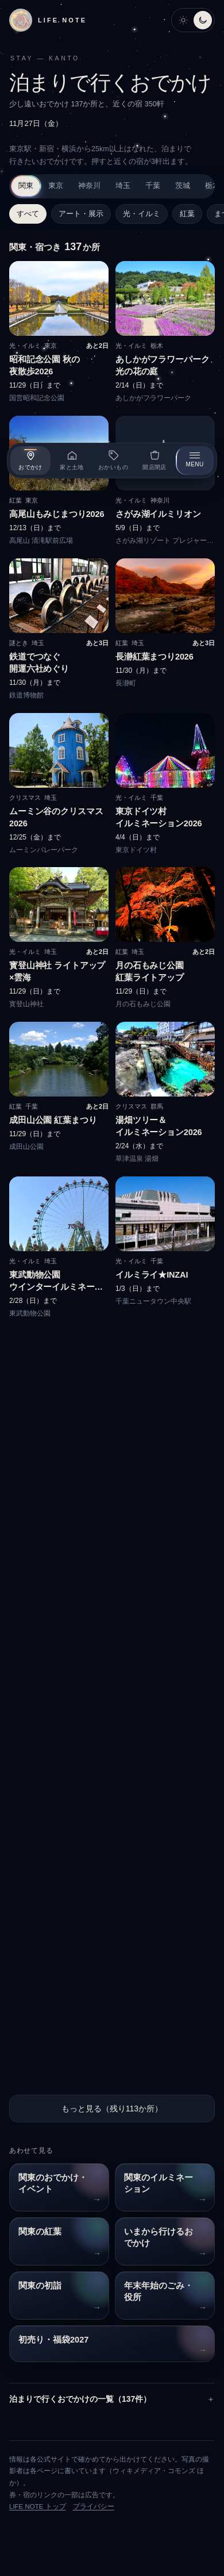 LIFE.NOTE
STAY — KANTO
泊まりで行くおでかけ
少し遠いおでかけ 137か所と、近くの宿 350軒
11月27日（金）
東京駅・新宿・横浜から25km以上はなれた、泊まりで
行きたいおでかけです。押すと近くの宿が3軒出ます。
関東 東京 神奈川 埼玉 千葉 茨城
すべて アート・展示 光・イルミ 紅葉
関東・宿つき 137か所
光・イルミ 東京 あと2日
昭和記念公園 秋の
夜散歩2026
11/29（日）まで
国営昭和記念公園
光・イルミ 栃木
あしかがフラワーパーク
光の花の庭
2/14（日）まで
あしかがフラワーパーク
紅葉 東京
高尾山もみじまつり2026
12/13（日）まで
高尾山 清滝駅前広場
光・イルミ 神奈川
さがみ湖イルミリオン
5/9（日）まで
さがみ湖リゾート プレジャー…
おでかけ 家と土地 おかいもの 開店閉店 MENU
謎とき 埼玉 あと3日
鉄道でつなぐ
開運六社めぐり
11/30（月）まで
鉄道博物館
紅葉 埼玉 あと3日
長瀞紅葉まつり2026
11/30（月）まで
長瀞町
クリスマス 埼玉
ムーミン谷のクリスマス
2026
12/25（金）まで
ムーミンバレーパーク
光・イルミ 千葉
東京ドイツ村
イルミネーション2026
4/4（日）まで
東京ドイツ村
光・イルミ 埼玉 あと2日
寳登山神社 ライトアップ
×雲海
11/29（日）まで
寳登山神社
紅葉 埼玉 あと2日
月の石もみじ公園
紅葉ライトアップ
11/29（日）まで
月の石もみじ公園
紅葉 千葉 あと2日
成田山公園 紅葉まつり
11/29（日）まで
成田山公園
クリスマス 群馬
湯畑ツリー＆
イルミネーション2026
2/24（水）まで
草津温泉 湯畑
光・イルミ 埼玉
東武動物公園
ウインターイルミネー…
2/28（日）まで
東武動物公園
光・イルミ 千葉
イルミライ★INZAI
1/3（日）まで
千葉ニュータウン中央駅
もっと見る（残り113か所）
あわせて見る
関東のおでかけ・
イベント
→
関東のイルミネー
ション
→
関東の紅葉
→
いまから行けるお
でかけ
→
関東の初詣
→
年末年始のごみ・
役所
→
初売り・福袋2027
→
泊まりで行くおでかけの一覧（137件） +
情報は各公式サイトで確かめてから出かけてください。写真の撮
影者は各ページに書いています（ウィキメディア・コモンズ ほ
か）。
券・宿のリンクの一部は広告です。
LIFE.NOTE トップ プライバシー